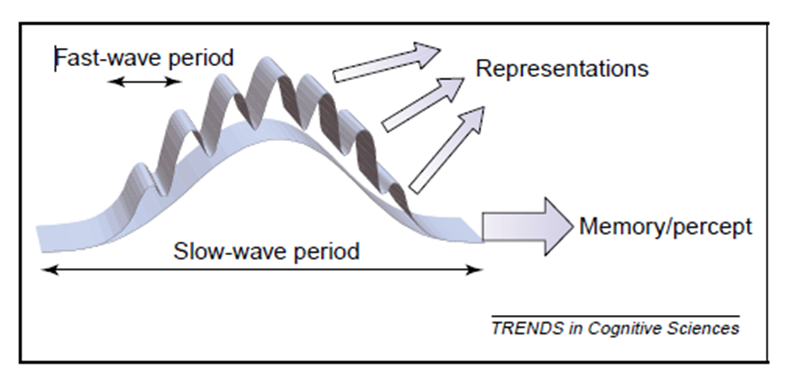 Fast-wave period
Representations
Memory/percept
Slow-wave period
TRENDS in Cognitive Sciences